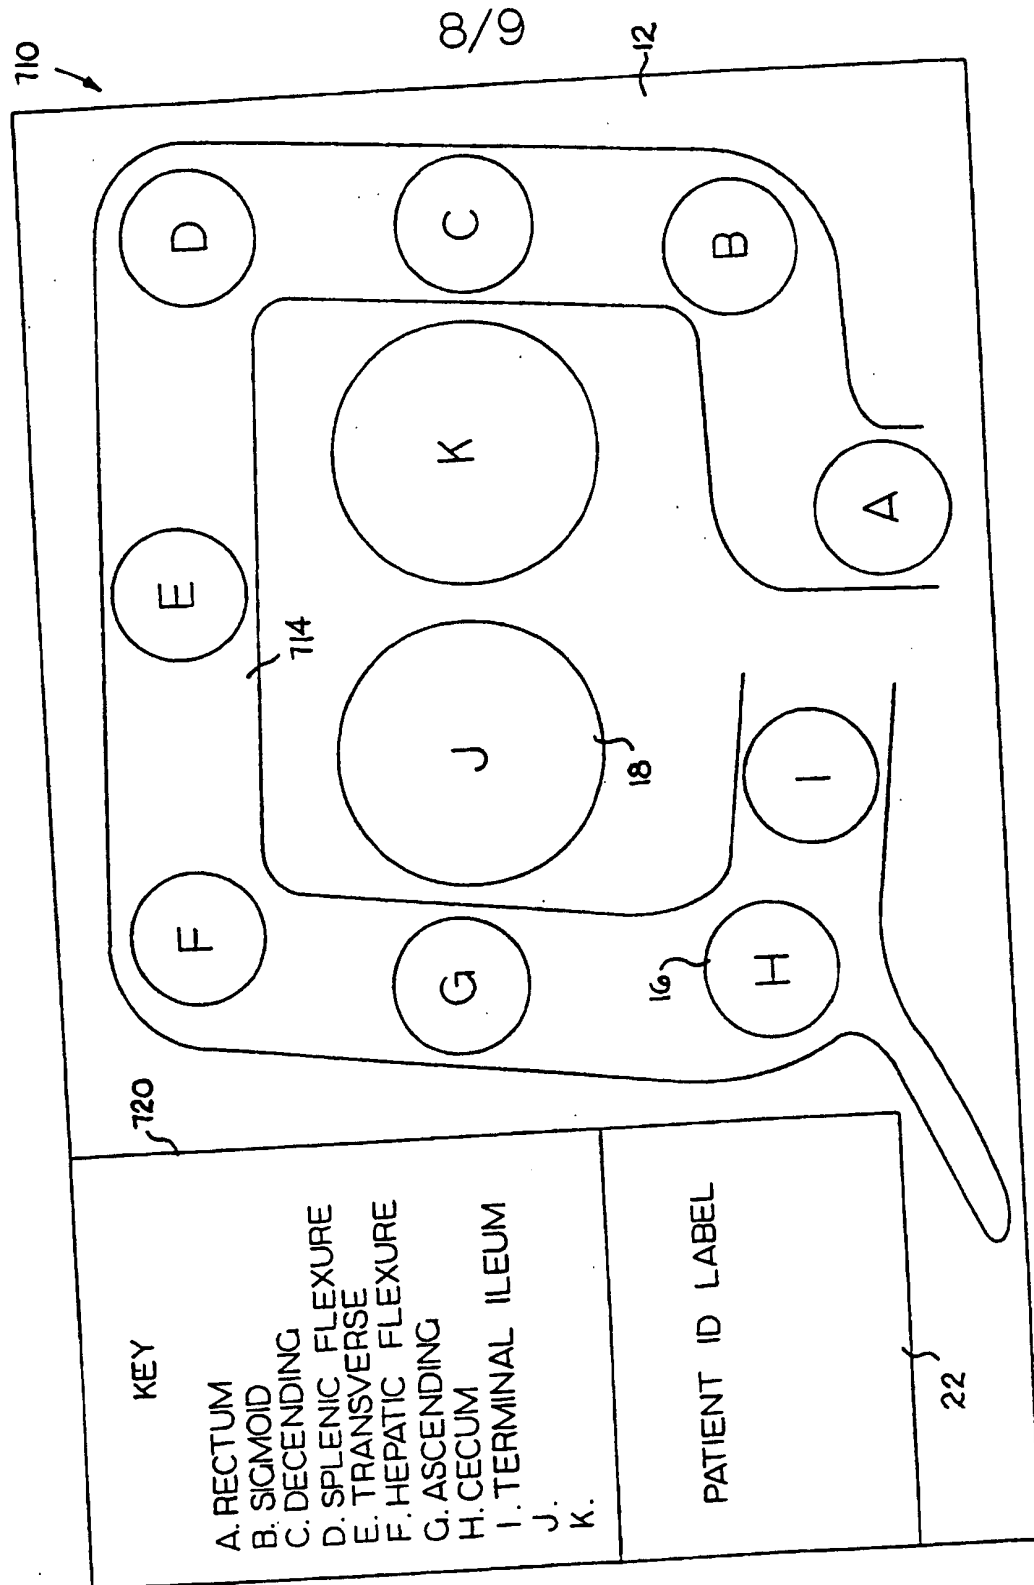 8/9
710
12
D
C
B
E
K
A
714
J
18
I
F
G
16
H
720
KEY
A. RECTUM
B. SIGMOID
C. DECENDING
D. SPLENIC FLEXURE
E. TRANSVERSE
F. HEPATIC FLEXURE
G. ASCENDING
H. CECUM
I. TERMINAL ILEUM
J.
K.
PATIENT ID LABEL
22